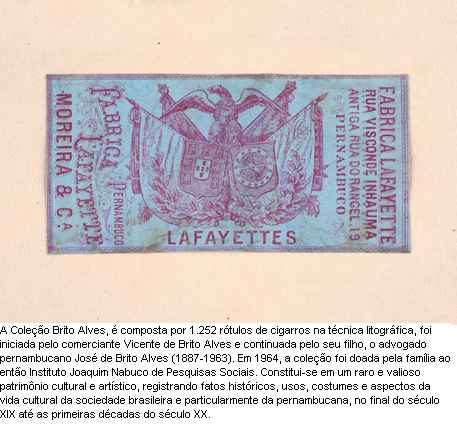 MOREIRA & Cª
FABRICA LAFAYETTE
PERNAMBUCO
LAFAYETTES
FABRICA LAFAYETTE
RUA VISCONDE INHAUMA
ANTIGA RUA DO RANGEL, 19
PERNAMBUCO
A Coleção Brito Alves, é composta por 1.252 rótulos de cigarros na técnica litográfica, foi
iniciada pelo comerciante Vicente de Brito Alves e continuada pelo seu filho, o advogado
pernambucano José de Brito Alves (1887-1963). Em 1964, a coleção foi doada pela família ao
então Instituto Joaquim Nabuco de Pesquisas Sociais. Constitui-se em um raro e valioso
patrimônio cultural e artístico, registrando fatos históricos, usos, costumes e aspectos da
vida cultural da sociedade brasileira e particularmente da pernambucana, no final do século
XIX até as primeiras décadas do século XX.